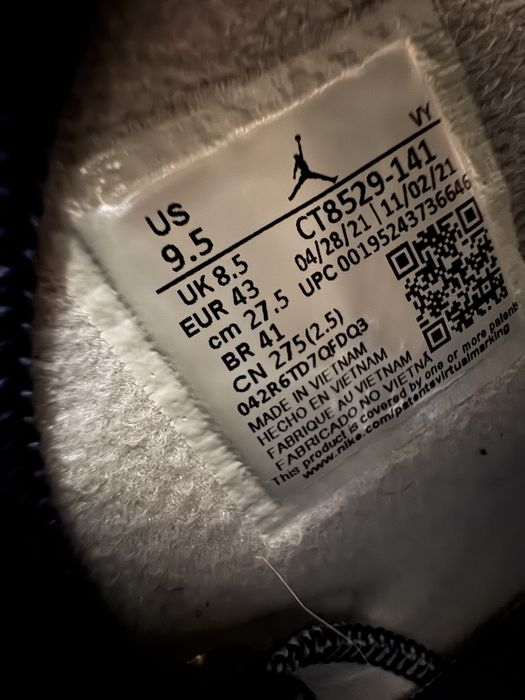 VY
US
9.5
CT8529-141
UK 8.5
04/28/21 | 11/02/21
EUR 43
UPC 00195243736646
cm 27.5
BR 41
CN 275(2.5)
042R6TD7QFDQ3
MADE IN VIETNAM
HECHO EN VIETNAM
FABRIQUE AU VIETNAM
FABRICADO NO VIETNÃ
This product is covered by one or more patents
www.nike.com/patentsvirtualmarking